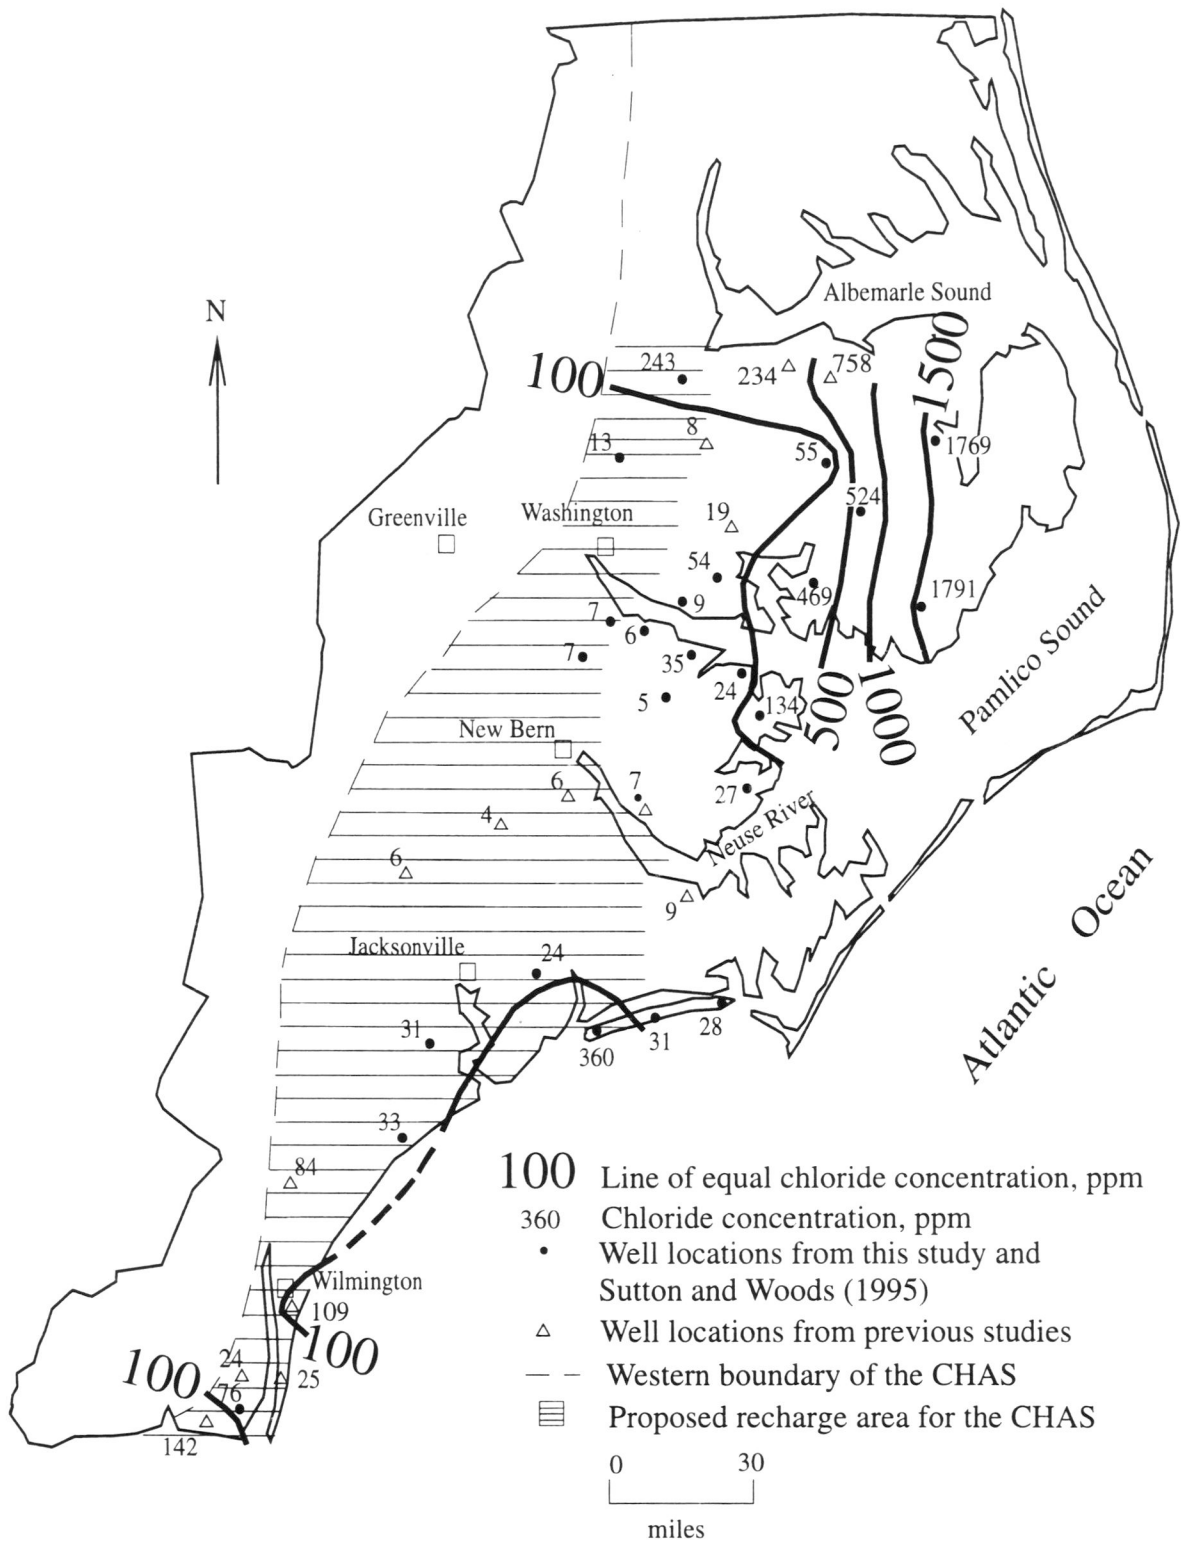 N
Albemarle Sound
1500
100
243
234
758
8
13
55
1769
524
Greenville
Washington
19
54
469
9
1791
7
6
7
35
24
5
134
500
1000
Pamlico Sound
New Bern
6
7
27
4
Neuse River
6
9
Ocean
Jacksonville
24
Atlantic
31
28
31
360
33
84
100 Line of equal chloride concentration, ppm
360 Chloride concentration, ppm
Well locations from this study and
Sutton and Woods (1995)
Well locations from previous studies
Western boundary of the CHAS
Proposed recharge area for the CHAS
Wilmington
109
100
24
25
100
76
142
0 30
miles